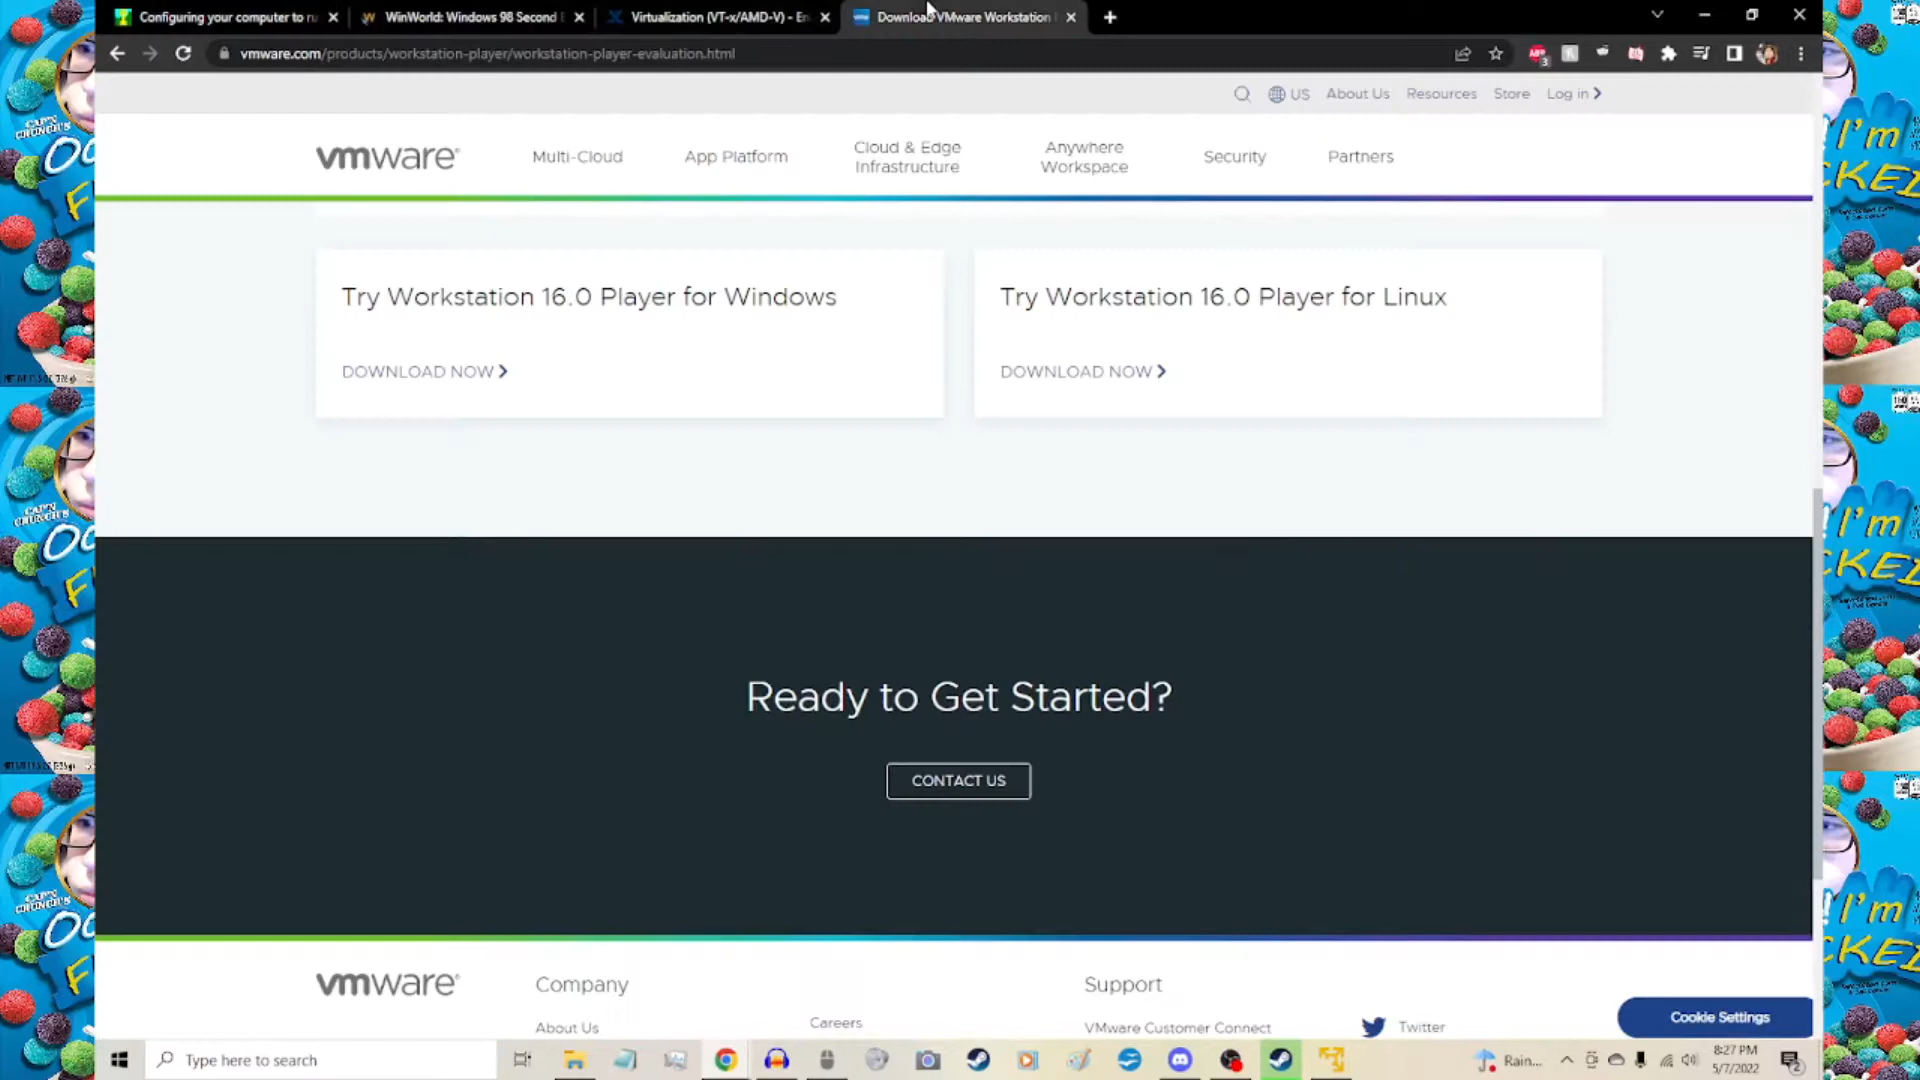 Configuring your computer to ru
WinWorld: Windows 98 Second E
Virtualization (VT-x/AMD-V) - En
Download VMware Workstation
vmware.com/products/workstation-player/workstation-player-evaluation.html
US About Us Resources Store Log in
vmware
Multi-Cloud
App Platform
Cloud & Edge
Infrastructure
Anywhere
Workspace
Security
Partners
Try Workstation 16.0 Player for Windows
DOWNLOAD NOW
Try Workstation 16.0 Player for Linux
DOWNLOAD NOW
Ready to Get Started?
CONTACT US
vmware
Company
About Us
Careers
Support
VMware Customer Connect
Twitter
Cookie Settings
Type here to search
Rain...
8:27 PM
5/7/2022
2
3
CAP'N
CRUNCH'S
I'm